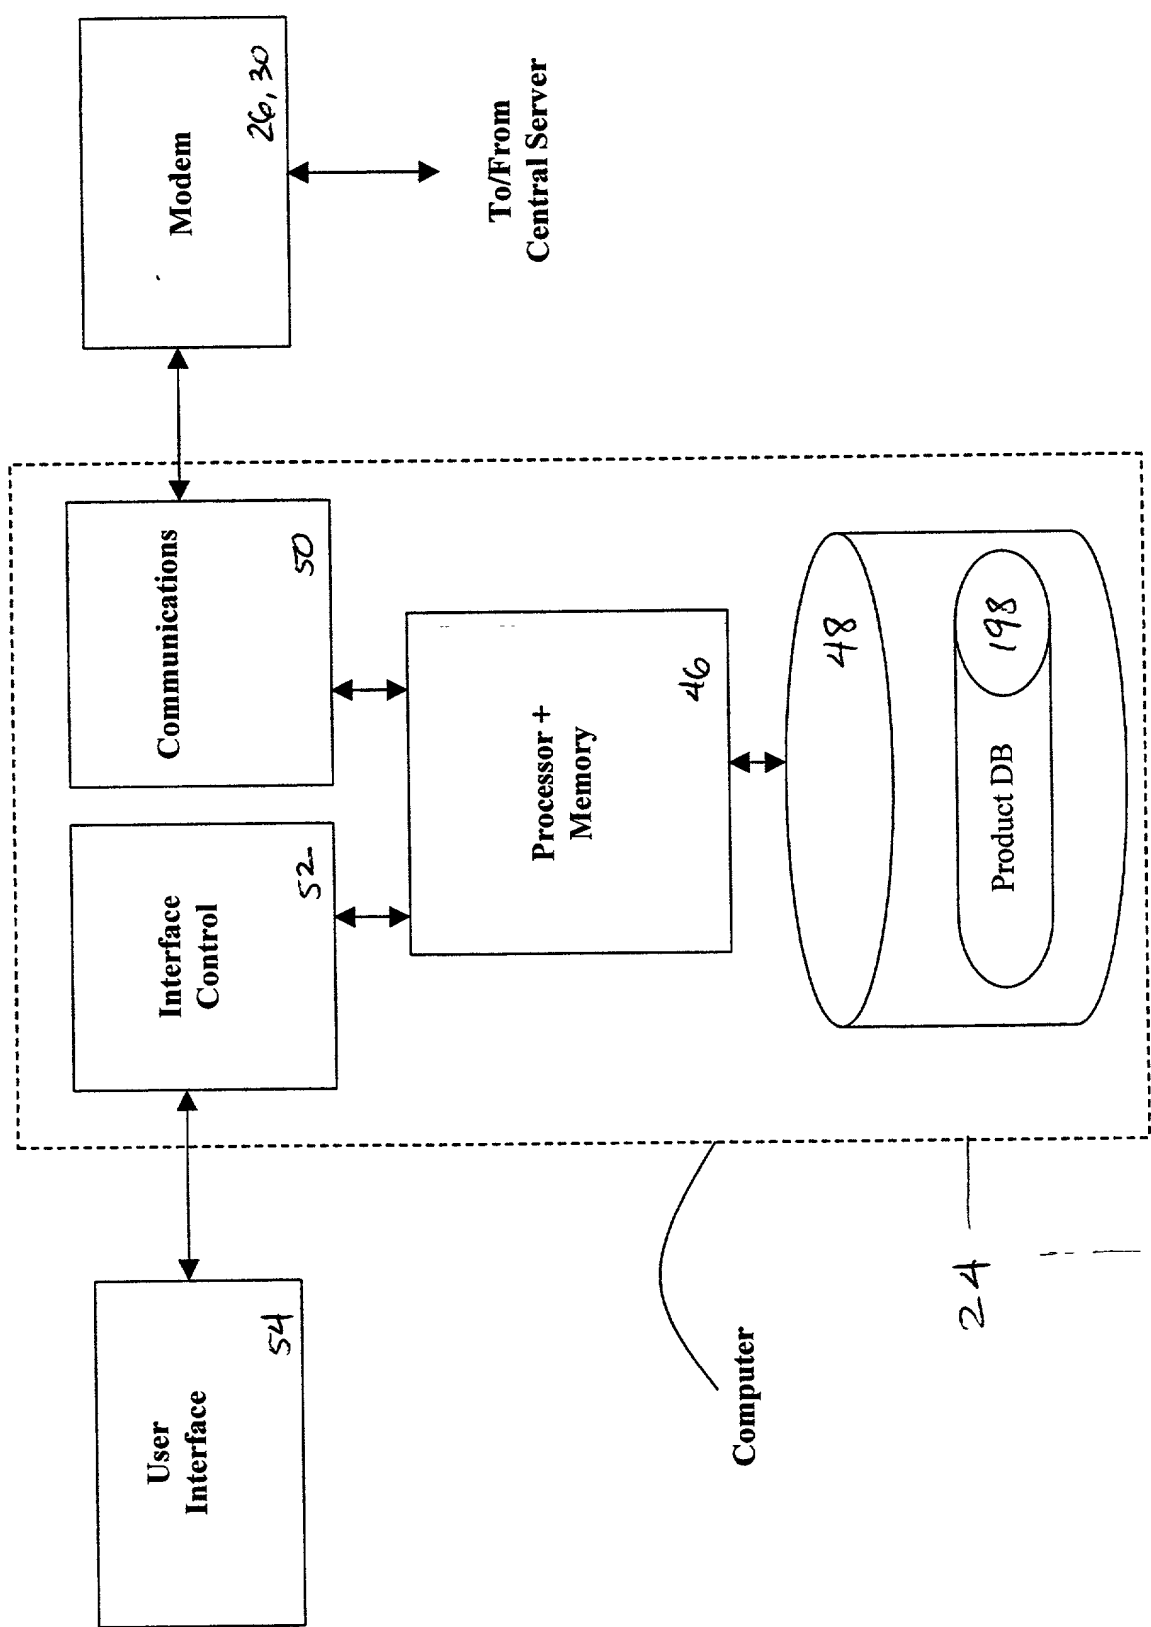 User
Interface
54
Interface
Control
52
Communications
50
Modem
26, 30
To/From
Central Server
Processor +
Memory
46
48
Product DB
198
Computer
24